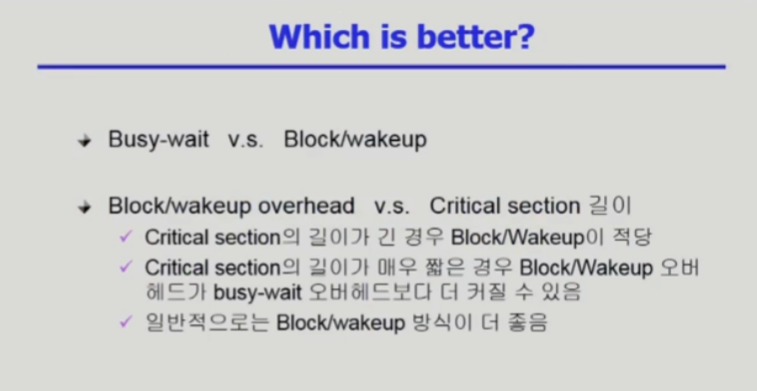 Which is better?
Busy-wait v.s. Block/wakeup
Block/wakeup overhead v.s. Critical section 길이
Critical section의 길이가 긴 경우 Block/Wakeup이 적당
Critical section의 길이가 매우 짧은 경우 Block/Wakeup 오버
헤드가 busy-wait 오버헤드보다 더 커질 수 있음
일반적으로는 Block/wakeup 방식이 더 좋음